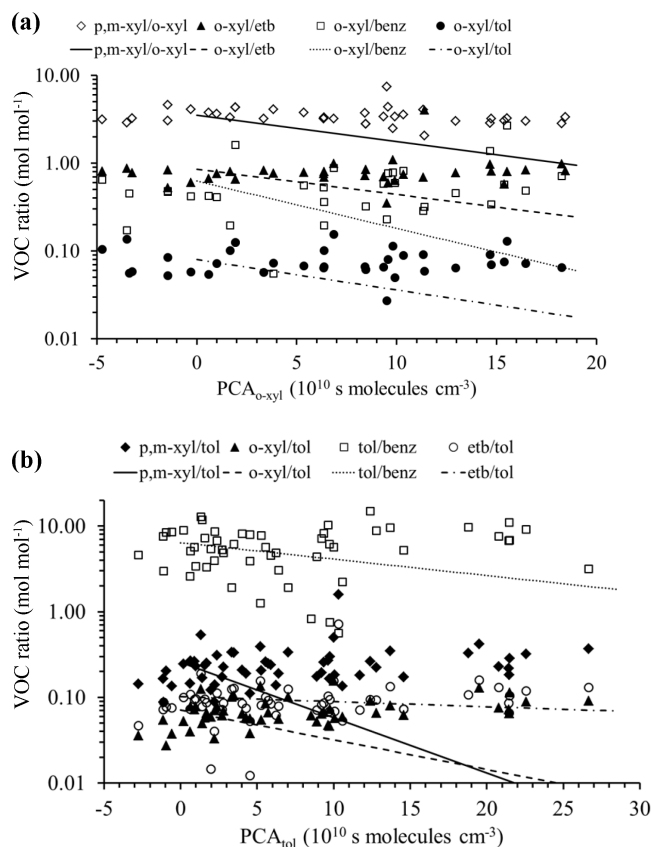 (a)
p,m-xyl/o-xyl o-xyl/etb o-xyl/benz o-xyl/tol
p,m-xyl/o-xyl o-xyl/etb o-xyl/benz o-xyl/tol
VOC ratio (mol mol⁻¹)
10.00
1.00
0.10
0.01
-5 0 5 10 15 20
PCAo-xyl (10¹⁰ s molecules cm⁻³)
(b)
p,m-xyl/tol o-xyl/tol tol/benz etb/tol
p,m-xyl/tol o-xyl/tol tol/benz etb/tol
VOC ratio (mol mol⁻¹)
10.00
1.00
0.10
0.01
-5 0 5 10 15 20 25 30
PCAtol (10¹⁰ s molecules cm⁻³)